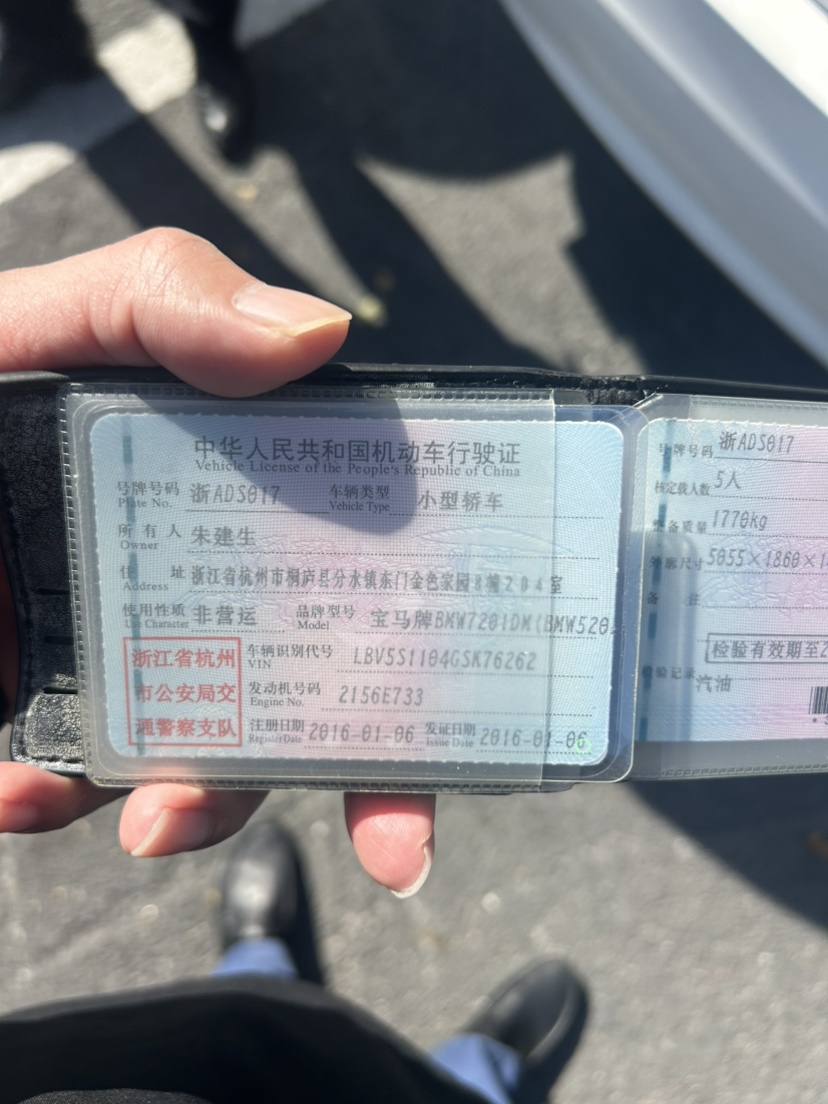 中华人民共和国机动车行驶证
Vehicle License of the People's Republic of China
号牌号码 浙ADS017 车辆类型 小型轿车
Plate No. Vehicle Type
所有人 朱建生
Owner
住址 浙江省杭州市桐庐县分水镇东门金色家园8幢204室
Address
使用性质 非营运 品牌型号 宝马牌BMW7201DM(BMW520
Use Character Model
浙江省杭州
市公安局交
通警察支队
车辆识别代号 LBV5S1104GSK76262
VIN
发动机号码 2156E733
Engine No.
注册日期 2016-01-06 发证日期 2016-01-06
Register Date Issue Date
号牌号码 浙ADS017
核定载人数 5人
整备质量 1770kg
外廓尺寸 5055×1860×1
备注
检验有效期至2
检验记录 汽油